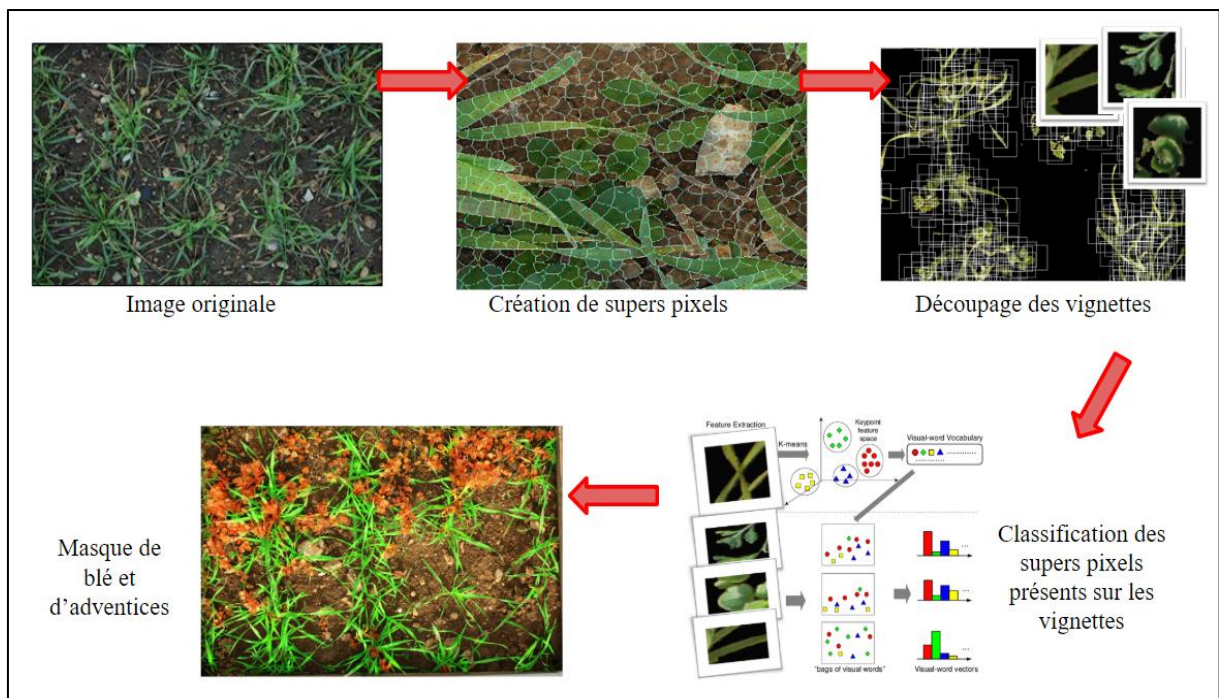 Image originale
Création de supers pixels
Découpage des vignettes
Feature Extraction
K-means
Keypoint
feature
space
Visual-word Vocabulary
"bags of visual words"
Visual-word vectors
Classification des
supers pixels
présents sur les
vignettes
Masque de
blé et
d'adventices